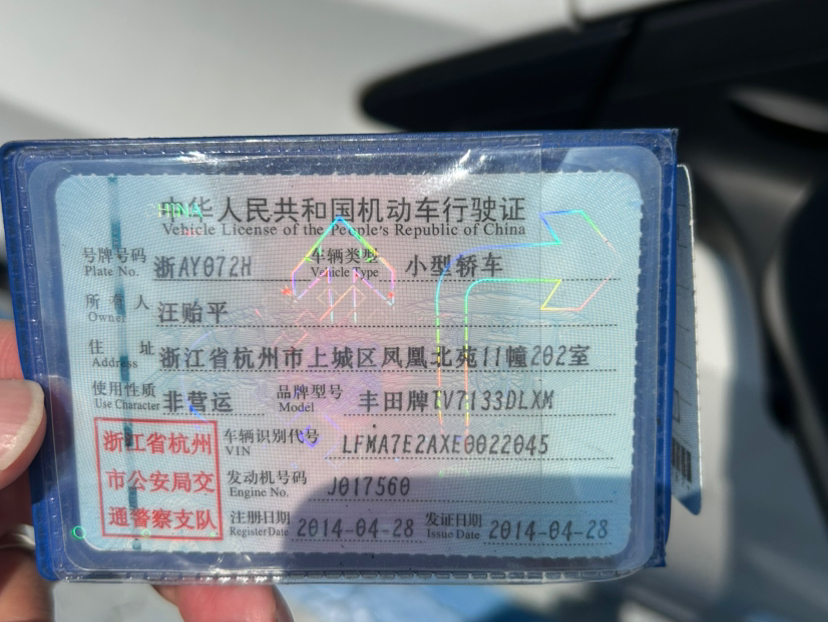 中华人民共和国机动车行驶证
Vehicle License of the People's Republic of China
号牌号码 浙AY072H 车辆类型 小型轿车
Plate No. Vehicle Type
所有人 汪贻平
Owner
住址 浙江省杭州市上城区凤凰北苑11幢202室
Address
使用性质 非营运 品牌型号 丰田牌TV7133DLXM
Use Character Model
浙江省杭州
市公安局交
通警察支队
车辆识别代号 LFMA7E2AXE0022045
VIN
发动机号码 J017560
Engine No.
注册日期 2014-04-28 发证日期 2014-04-28
Register Date Issue Date